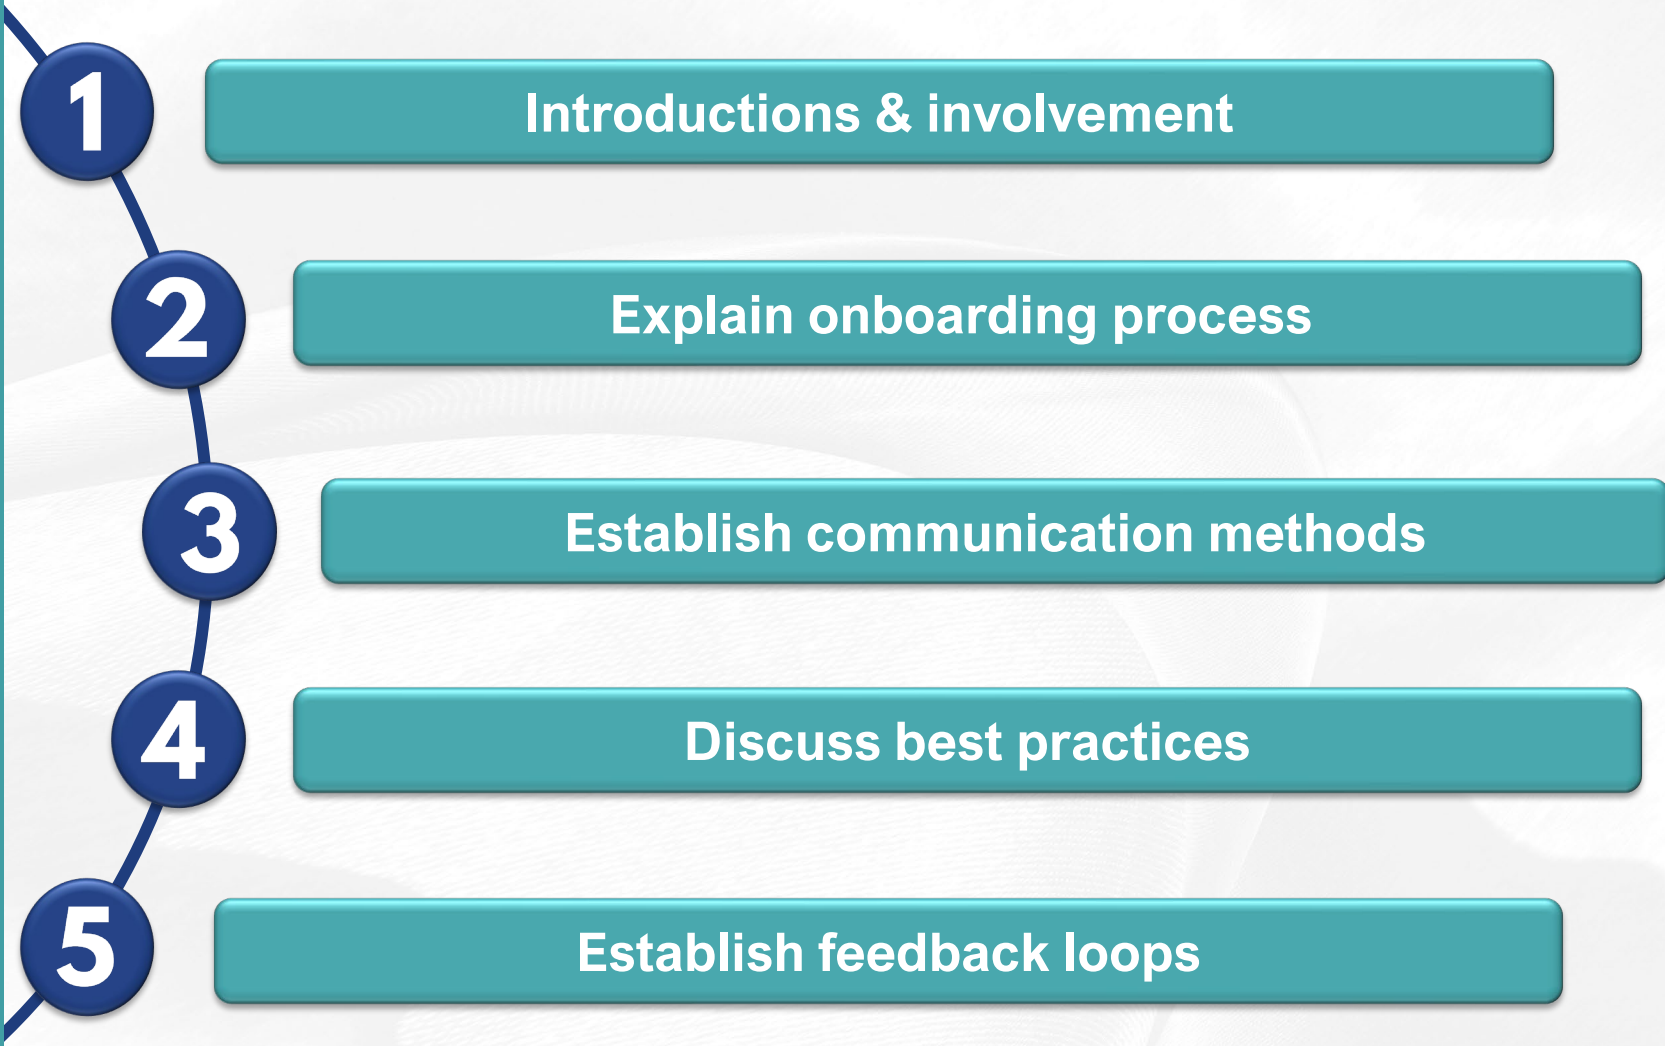 1
Introductions & involvement
2
Explain onboarding process
3
Establish communication methods
4
Discuss best practices
5
Establish feedback loops